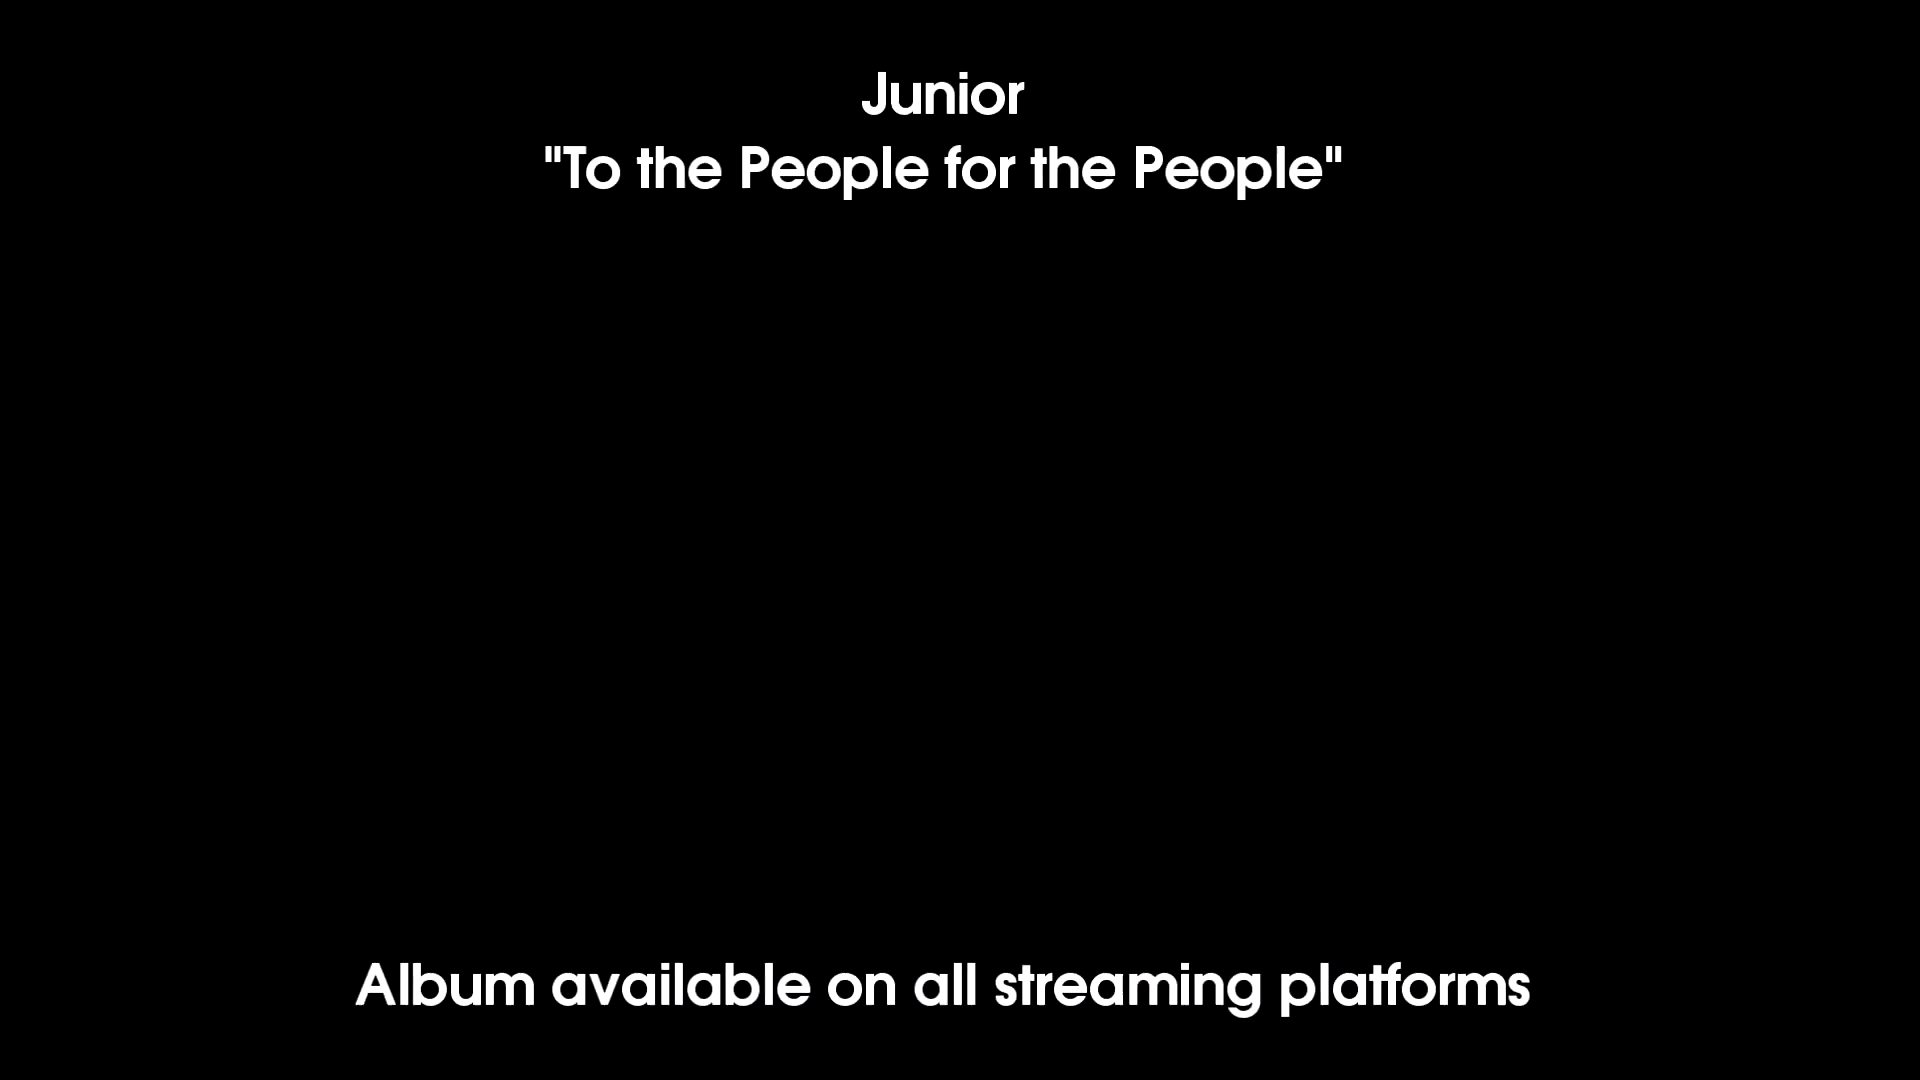 Junior
"To the People for the People"
Album available on all streaming platforms